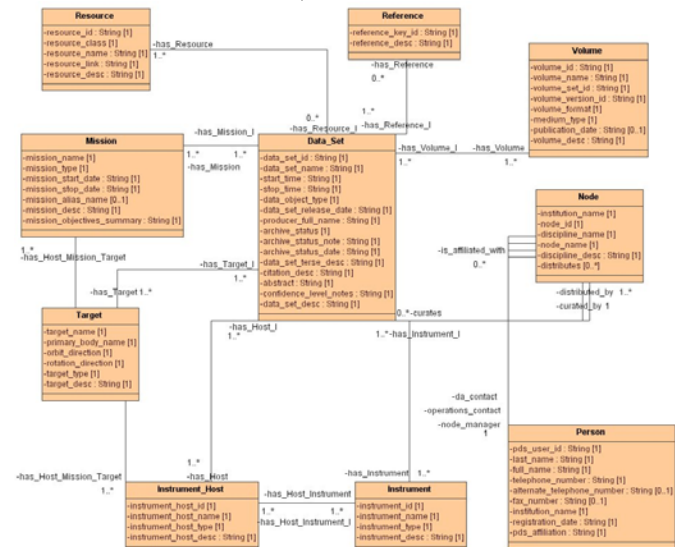 Resource
-resource_id : String [1]
-resource_class [1]
-resource_name : String [1]
-resource_link : String [1]
-resource_desc : String [1]
-has_Resource
1..*
Reference
-reference_key_id : String [1]
-reference_desc : String [1]
-has_Reference
0..*
Volume
-volume_id : String [1]
-volume_name : String [1]
-volume_set_id : String [1]
-volume_version_id : String [1]
-volume_format [1]
-medium_type [1]
-publication_date : String [0..1]
-volume_desc : String [1]
0..*
-has_Resource_I
1..*
-has_Reference_I
Mission
-mission_name [1]
-mission_type [1]
-mission_start_date : String [1]
-mission_stop_date : String [1]
-mission_alias_name [0..1]
-mission_desc : String [1]
-mission_objectives_summary : String [1]
-has_Mission_I
1..*
1..*
-has_Mission
Data_Set
-data_set_id : String [1]
-data_set_name : String [1]
-start_time : String [1]
-stop_time : String [1]
-data_object_type [1]
-data_set_release_date : String [1]
-producer_full_name : String [1]
-archive_status [1]
-archive_status_note : String [1]
-archive_status_date : String [1]
-data_set_terse_desc : String [1]
-citation_desc : String [1]
-abstract : String [1]
-confidence_level_notes : String [1]
-data_set_desc : String [1]
-has_Volume_I
1..*
-has_Volume
1..*
Node
-institution_name [1]
-node_id [1]
-discipline_name [1]
-node_name [1]
-discipline_desc : String [1]
-distributes [0..*]
-is_affiliated_with
0..*
1..*
-has_Host_Mission_Target
-has_Target_I
1..*
-has_Target 1..*
-distributed_by 1..*
-curated_by 1
0..*-curates
Target
-target_name [1]
-primary_body_name [1]
-orbit_direction [1]
-rotation_direction [1]
-target_type [1]
-target_desc : String [1]
-has_Host_I
1..*
1..*-has_Instrument_I
-da_contact
-operations_contact
-node_manager
1
Person
-pds_user_id : String [1]
-last_name : String [1]
-full_name : String [1]
-telephone_number : String [1]
-alternate_telephone_number : String [0..1]
-fax_number : String [0..1]
-institution_name [1]
-registration_date : String [1]
-pds_affiliation : String [1]
-has_Host_Mission_Target
1..*
1..*
-has_Host
-has_Instrument
1..*
Instrument_Host
-instrument_host_id [1]
-instrument_host_name [1]
-instrument_host_type [1]
-instrument_host_desc : String [1]
-has_Host_Instrument
1..*
1..*
-has_Host_Instrument_I
Instrument
-instrument_id [1]
-instrument_name [1]
-instrument_type [1]
-instrument_desc : String [1]